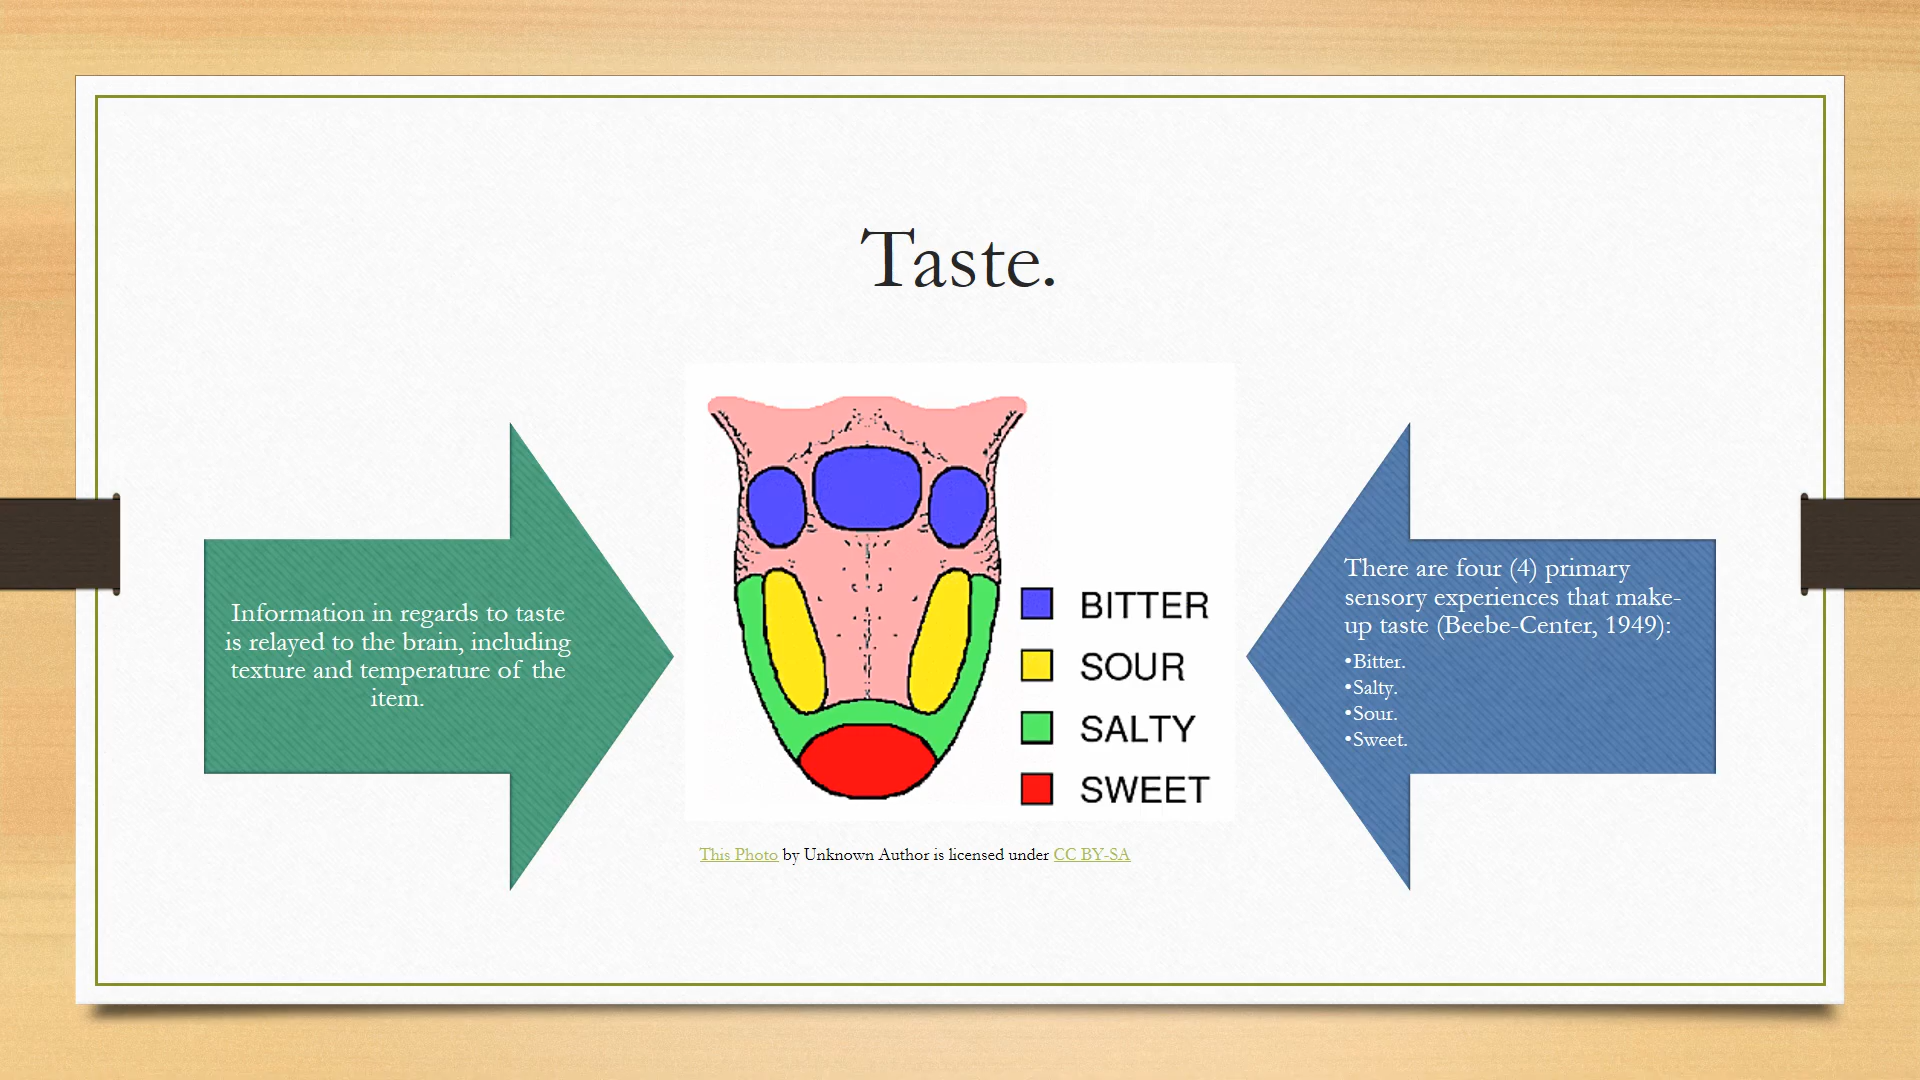 Taste.
Information in regards to taste
is relayed to the brain, including
texture and temperature of the
item.
BITTER
SOUR
SALTY
SWEET
This Photo by Unknown Author is licensed under CC BY-SA
There are four (4) primary
sensory experiences that make-
up taste (Beebe-Center, 1949):
•Bitter.
•Salty.
•Sour.
•Sweet.